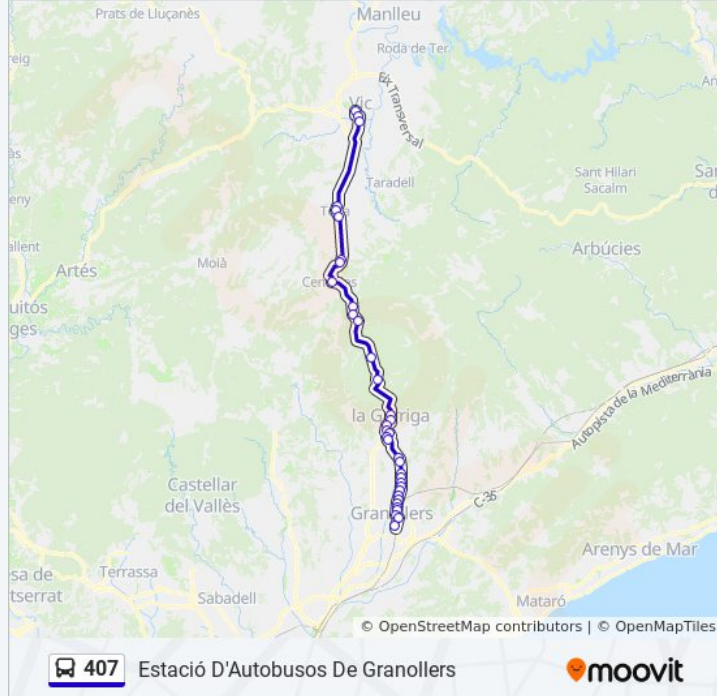 Prats de Lluçanès
Manlleu
Roda de Ter
Eix Transversal
Vic
Taradell
Sant Hilari
Sacalm
Arbúcies
Moià
Artés
la Garriga
Autopista de la Mediterrània
Castellar
del Vallès
C-35
Granollers
Arenys de Mar
Terrassa
Sabadell
Mataró
© OpenStreetMap contributors | © OpenMapTiles
407 Estació D'Autobusos De Granollers
moovit